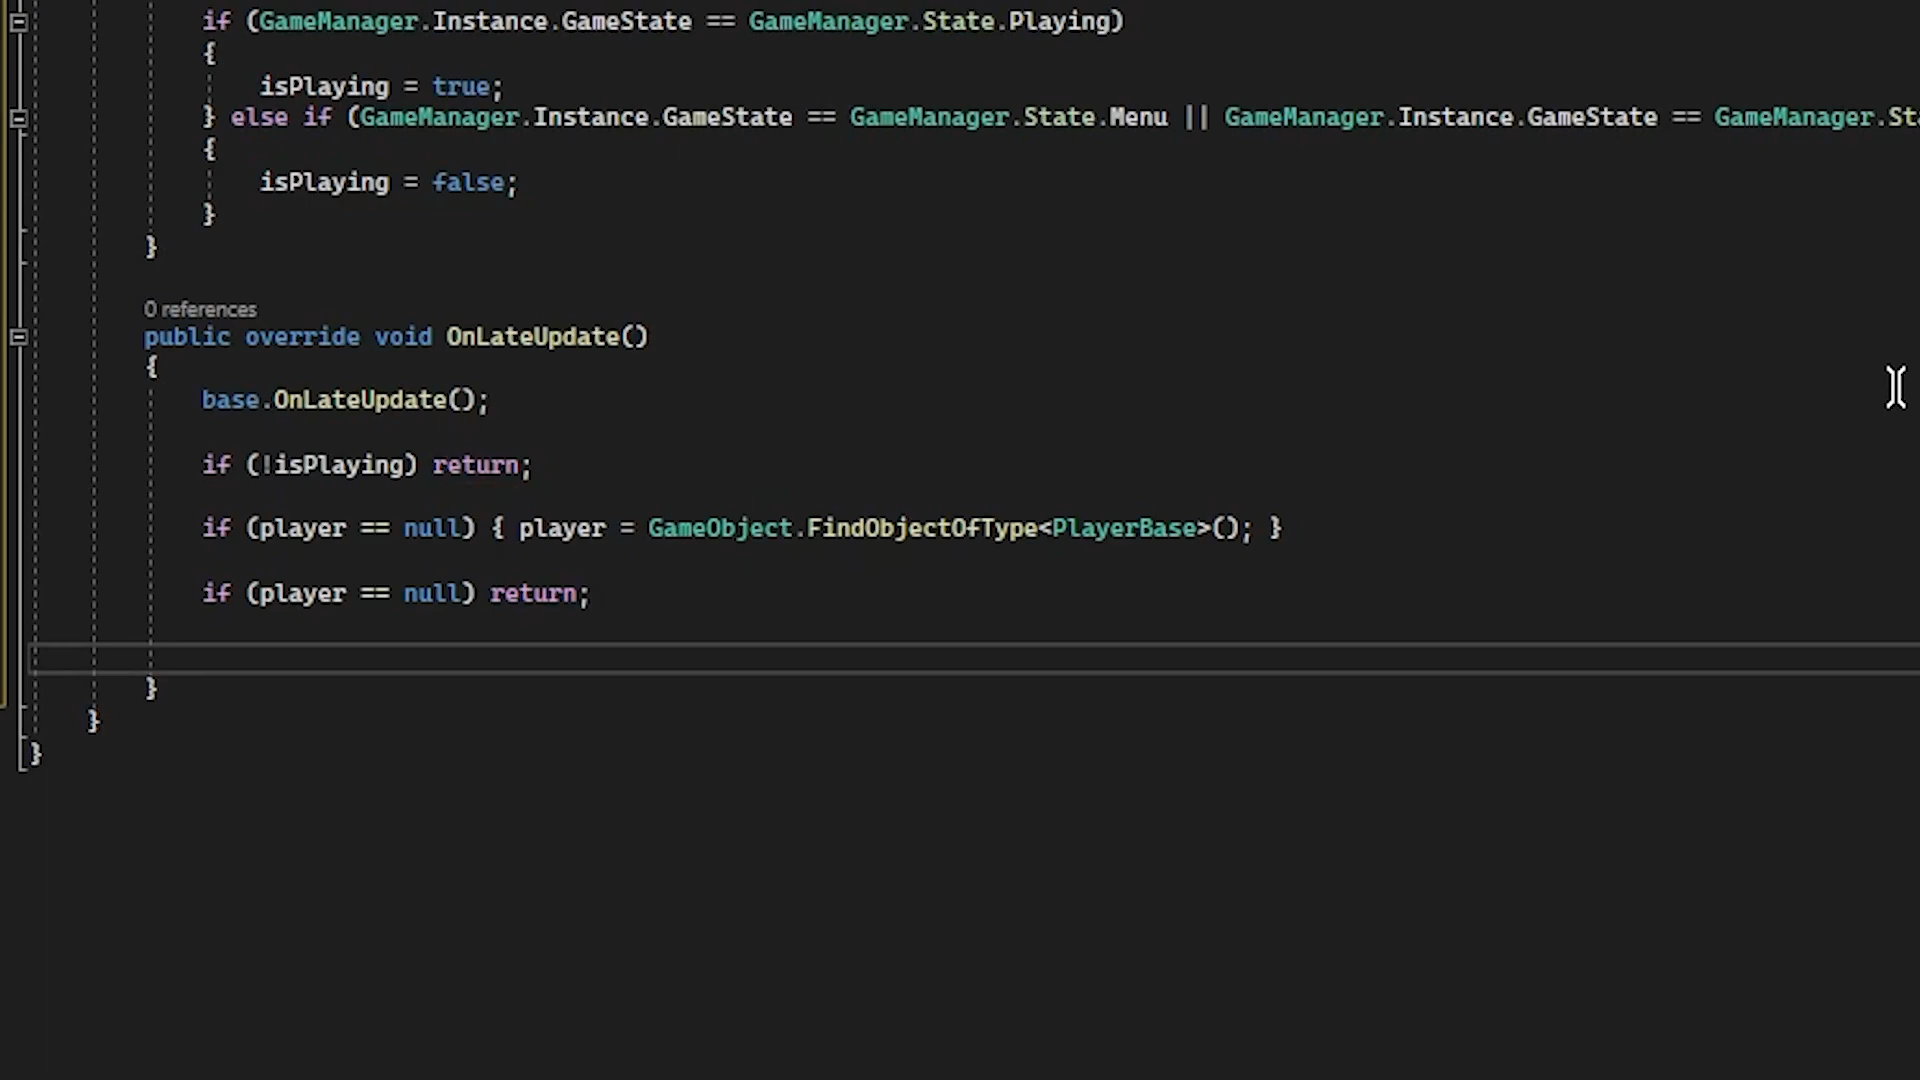 if (GameManager.Instance.GameState == GameManager.State.Playing)
{
isPlaying = true;
} else if (GameManager.Instance.GameState == GameManager.State.Menu || GameManager.Instance.GameState == GameManager.Sta
{
isPlaying = false;
}
}
0 references
public override void OnLateUpdate()
{
base.OnLateUpdate();
if (!isPlaying) return;
if (player == null) { player = GameObject.FindObjectOfType<PlayerBase>(); }
if (player == null) return;
}
}
}